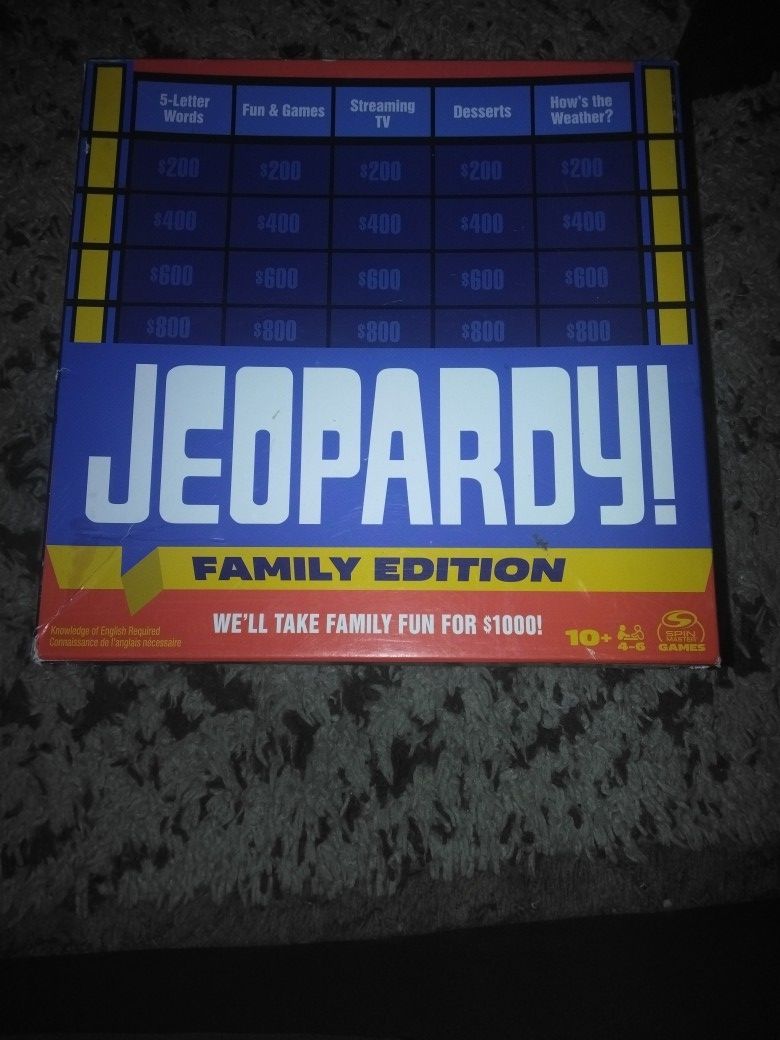 5-Letter
Words
Fun & Games
Streaming
TV
Desserts
How's the
Weather?
$200 $200 $200 $200 $200
$400 $400 $400 $400 $400
$600 $600 $600 $600 $600
$800 $800 $800 $800 $800
JEOPARDY!
FAMILY EDITION
WE'LL TAKE FAMILY FUN FOR $1000!
Knowledge of English Required
Connaissance de l'anglais nécessaire
10+
4-6
SPIN
MASTER
GAMES